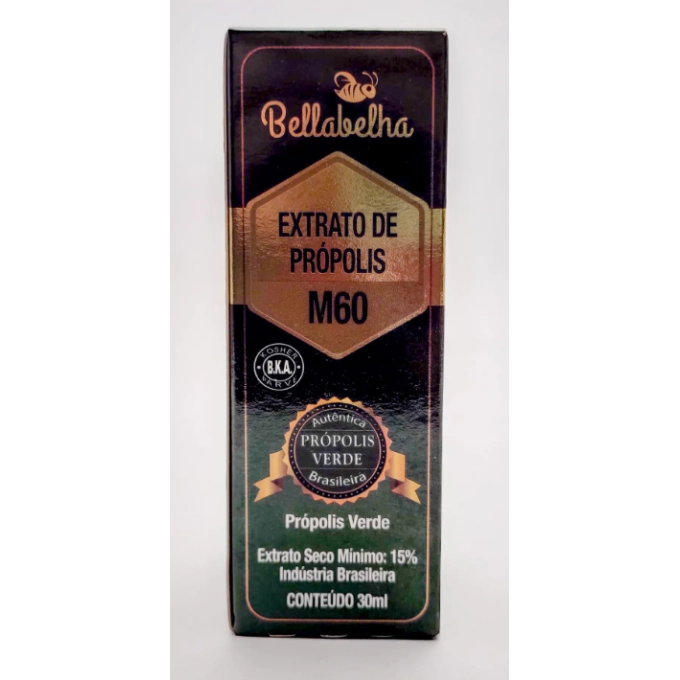 Bellabelha
EXTRATO DE
PRÓPOLIS
M60
KOSHER
B.K.A.
PARVE
Autêntica
PRÓPOLIS
VERDE
Brasileira
Própolis Verde
Extrato Seco Mínimo: 15%
Indústria Brasileira
CONTEÚDO 30ml